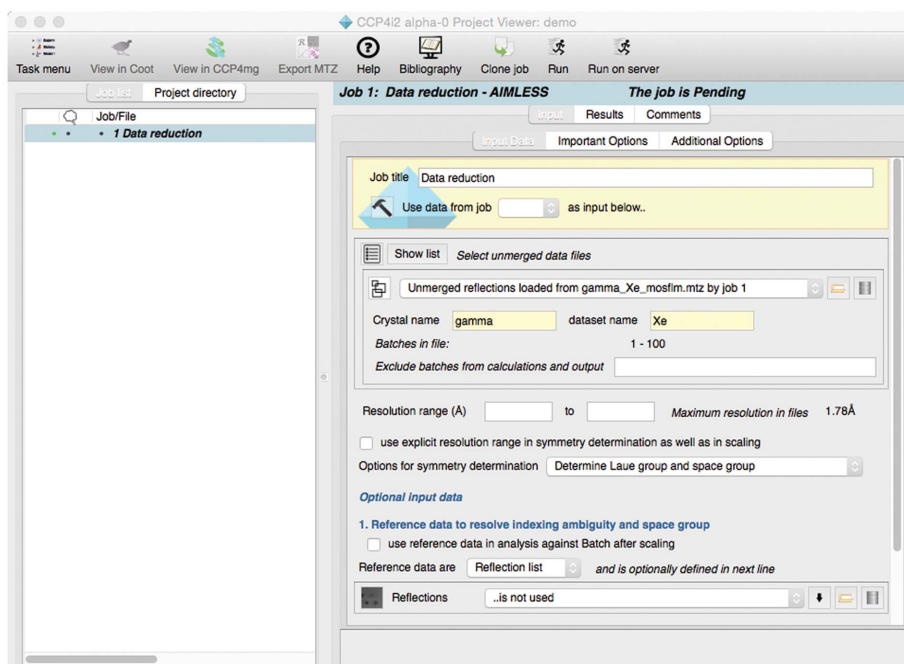 CCP4i2 alpha-0 Project Viewer: demo
Task menu View in Coot View in CCP4mg Export MTZ Help Bibliography Clone job Run Run on server
Job list Project directory
Job/File
1 Data reduction
Job 1: Data reduction - AIMLESS The job is Pending
Input Results Comments
Input Data Important Options Additional Options
Job title Data reduction
Use data from job as input below..
Show list Select unmerged data files
Unmerged reflections loaded from gamma_Xe_mosflm.mtz by job 1
Crystal name gamma dataset name Xe
Batches in file: 1 - 100
Exclude batches from calculations and output
Resolution range (Å) to Maximum resolution in files 1.78Å
use explicit resolution range in symmetry determination as well as in scaling
Options for symmetry determination Determine Laue group and space group
Optional input data
1. Reference data to resolve indexing ambiguity and space group
use reference data in analysis against Batch after scaling
Reference data are Reflection list and is optionally defined in next line
Reflections ..is not used